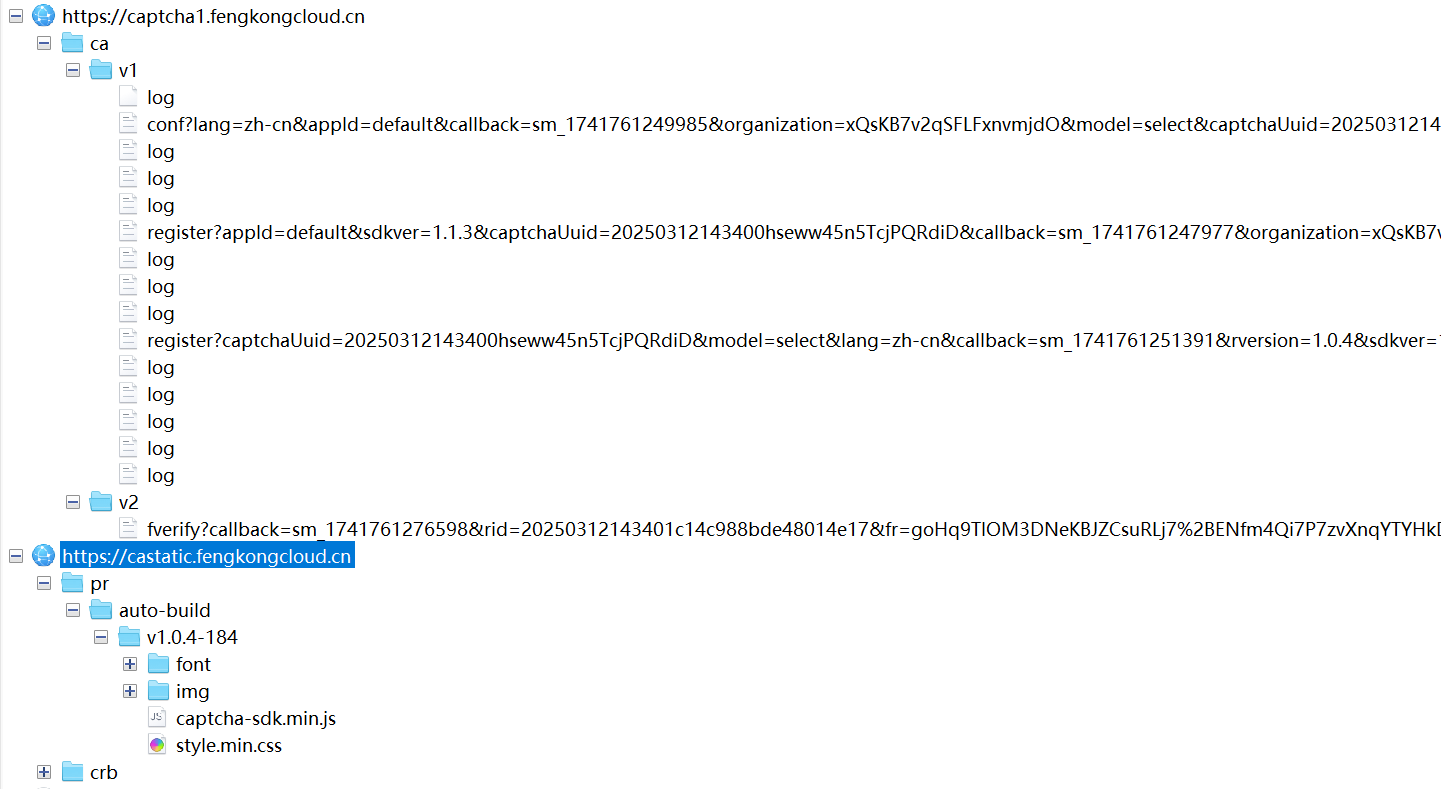 https://captcha1.fengkongcloud.cn
ca
v1
log
conf?lang=zh-cn&appId=default&callback=sm_1741761249985&organization=xQsKB7v2qSFLFxnvmjdO&model=select&captchaUuid=2025031214
log
log
log
register?appId=default&sdkver=1.1.3&captchaUuid=20250312143400hseww45n5TcjPQRdiD&callback=sm_1741761247977&organization=xQsKB7v
log
log
log
register?captchaUuid=20250312143400hseww45n5TcjPQRdiD&model=select&lang=zh-cn&callback=sm_1741761251391&rversion=1.0.4&sdkver=
log
log
log
log
log
v2
fverify?callback=sm_1741761276598&rid=20250312143401c14c988bde48014e17&fr=goHq9TlOM3DNeKBJZCsuRLj7%2BENfm4Qi7P7zvXnqYTYHk
https://castatic.fengkongcloud.cn
pr
auto-build
v1.0.4-184
font
img
captcha-sdk.min.js
style.min.css
crb